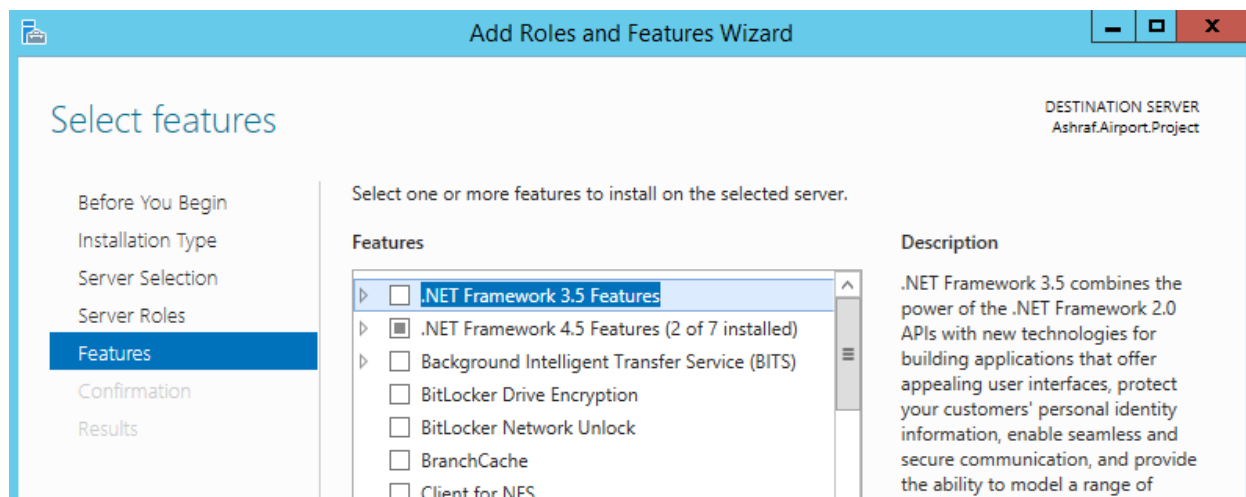 Add Roles and Features Wizard
Select features
DESTINATION SERVER
Ashraf.Airport.Project
Before You Begin
Installation Type
Server Selection
Server Roles
Features
Confirmation
Results
Select one or more features to install on the selected server.
Features
.NET Framework 3.5 Features
.NET Framework 4.5 Features (2 of 7 installed)
Background Intelligent Transfer Service (BITS)
BitLocker Drive Encryption
BitLocker Network Unlock
BranchCache
Client for NFS
Description
.NET Framework 3.5 combines the
power of the .NET Framework 2.0
APIs with new technologies for
building applications that offer
appealing user interfaces, protect
your customers' personal identity
information, enable seamless and
secure communication, and provide
the ability to model a range of